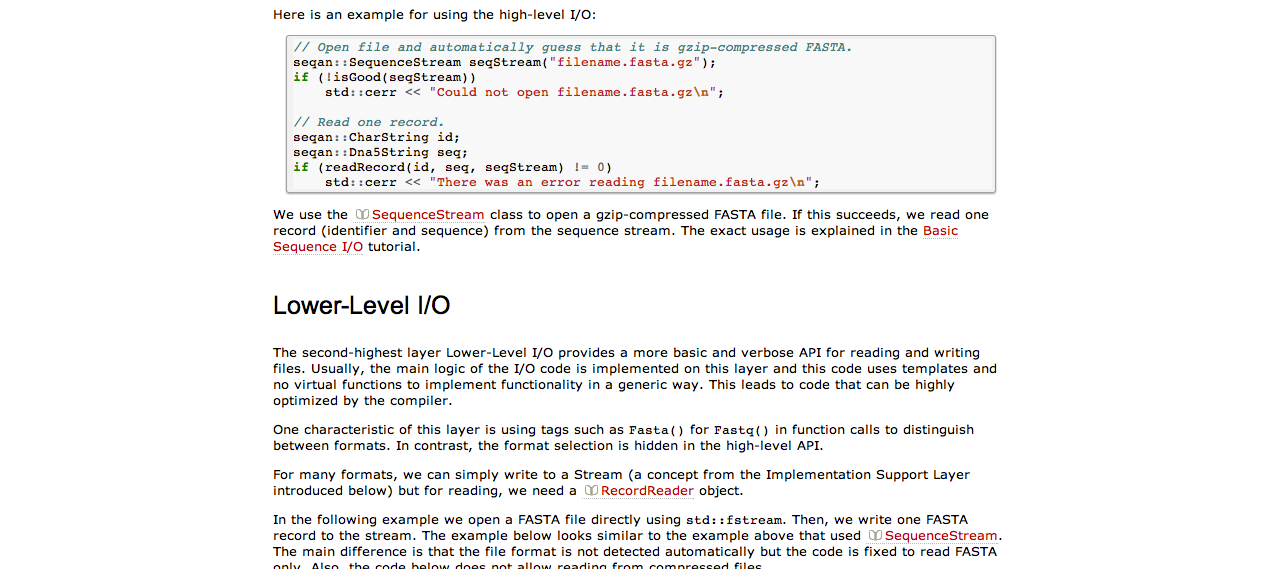 Here is an example for using the high-level I/O:
// Open file and automatically guess that it is gzip-compressed FASTA.
seqan::SequenceStream seqStream("filename.fasta.gz");
if (!isGood(seqStream))
    std::cerr << "Could not open filename.fasta.gz\n";

// Read one record.
seqan::CharString id;
seqan::Dna5String seq;
if (readRecord(id, seq, seqStream) != 0)
    std::cerr << "There was an error reading filename.fasta.gz\n";
We use the SequenceStream class to open a gzip-compressed FASTA file. If this succeeds, we read one
record (identifier and sequence) from the sequence stream. The exact usage is explained in the Basic
Sequence I/O tutorial.
Lower-Level I/O
The second-highest layer Lower-Level I/O provides a more basic and verbose API for reading and writing
files. Usually, the main logic of the I/O code is implemented on this layer and this code uses templates and
no virtual functions to implement functionality in a generic way. This leads to code that can be highly
optimized by the compiler.
One characteristic of this layer is using tags such as Fasta() for Fastq() in function calls to distinguish
between formats. In contrast, the format selection is hidden in the high-level API.
For many formats, we can simply write to a Stream (a concept from the Implementation Support Layer
introduced below) but for reading, we need a RecordReader object.
In the following example we open a FASTA file directly using std::fstream. Then, we write one FASTA
record to the stream. The example below looks similar to the example above that used SequenceStream.
The main difference is that the file format is not detected automatically but the code is fixed to read FASTA
only. Also, the code below does not allow reading from compressed files.